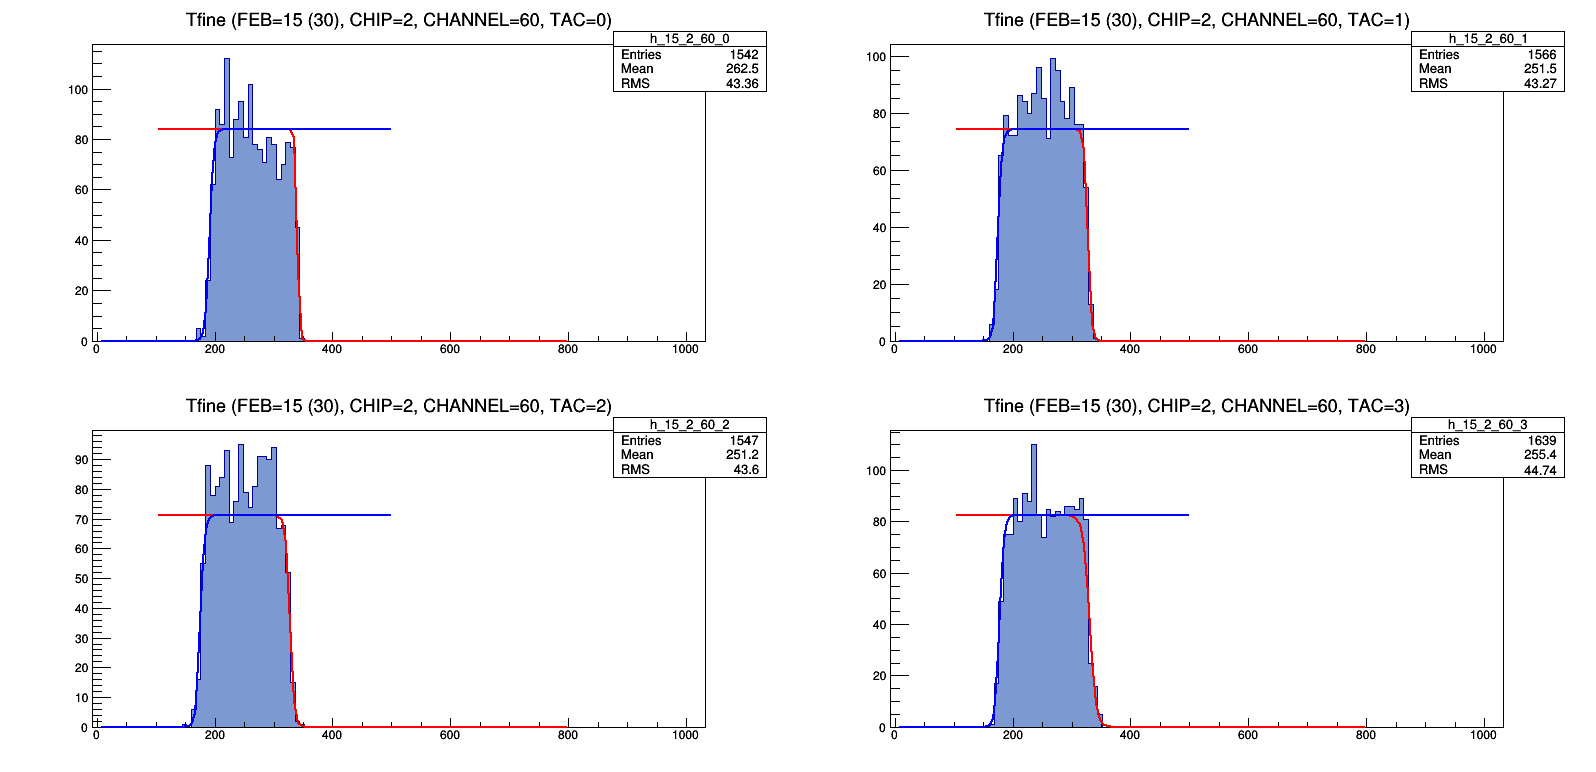 Tfine (FEB=15 (30), CHIP=2, CHANNEL=60, TAC=0)
h_15_2_60_0
Entries 1542
Mean 262.5
RMS 43.36
100
80
60
40
20
0
0 200 400 600 800 1000
Tfine (FEB=15 (30), CHIP=2, CHANNEL=60, TAC=1)
h_15_2_60_1
Entries 1566
Mean 251.5
RMS 43.27
100
80
60
40
20
0
0 200 400 600 800 1000
Tfine (FEB=15 (30), CHIP=2, CHANNEL=60, TAC=2)
h_15_2_60_2
Entries 1547
Mean 251.2
RMS 43.6
90
80
70
60
50
40
30
20
10
0
0 200 400 600 800 1000
Tfine (FEB=15 (30), CHIP=2, CHANNEL=60, TAC=3)
h_15_2_60_3
Entries 1639
Mean 255.4
RMS 44.74
100
80
60
40
20
0
0 200 400 600 800 1000